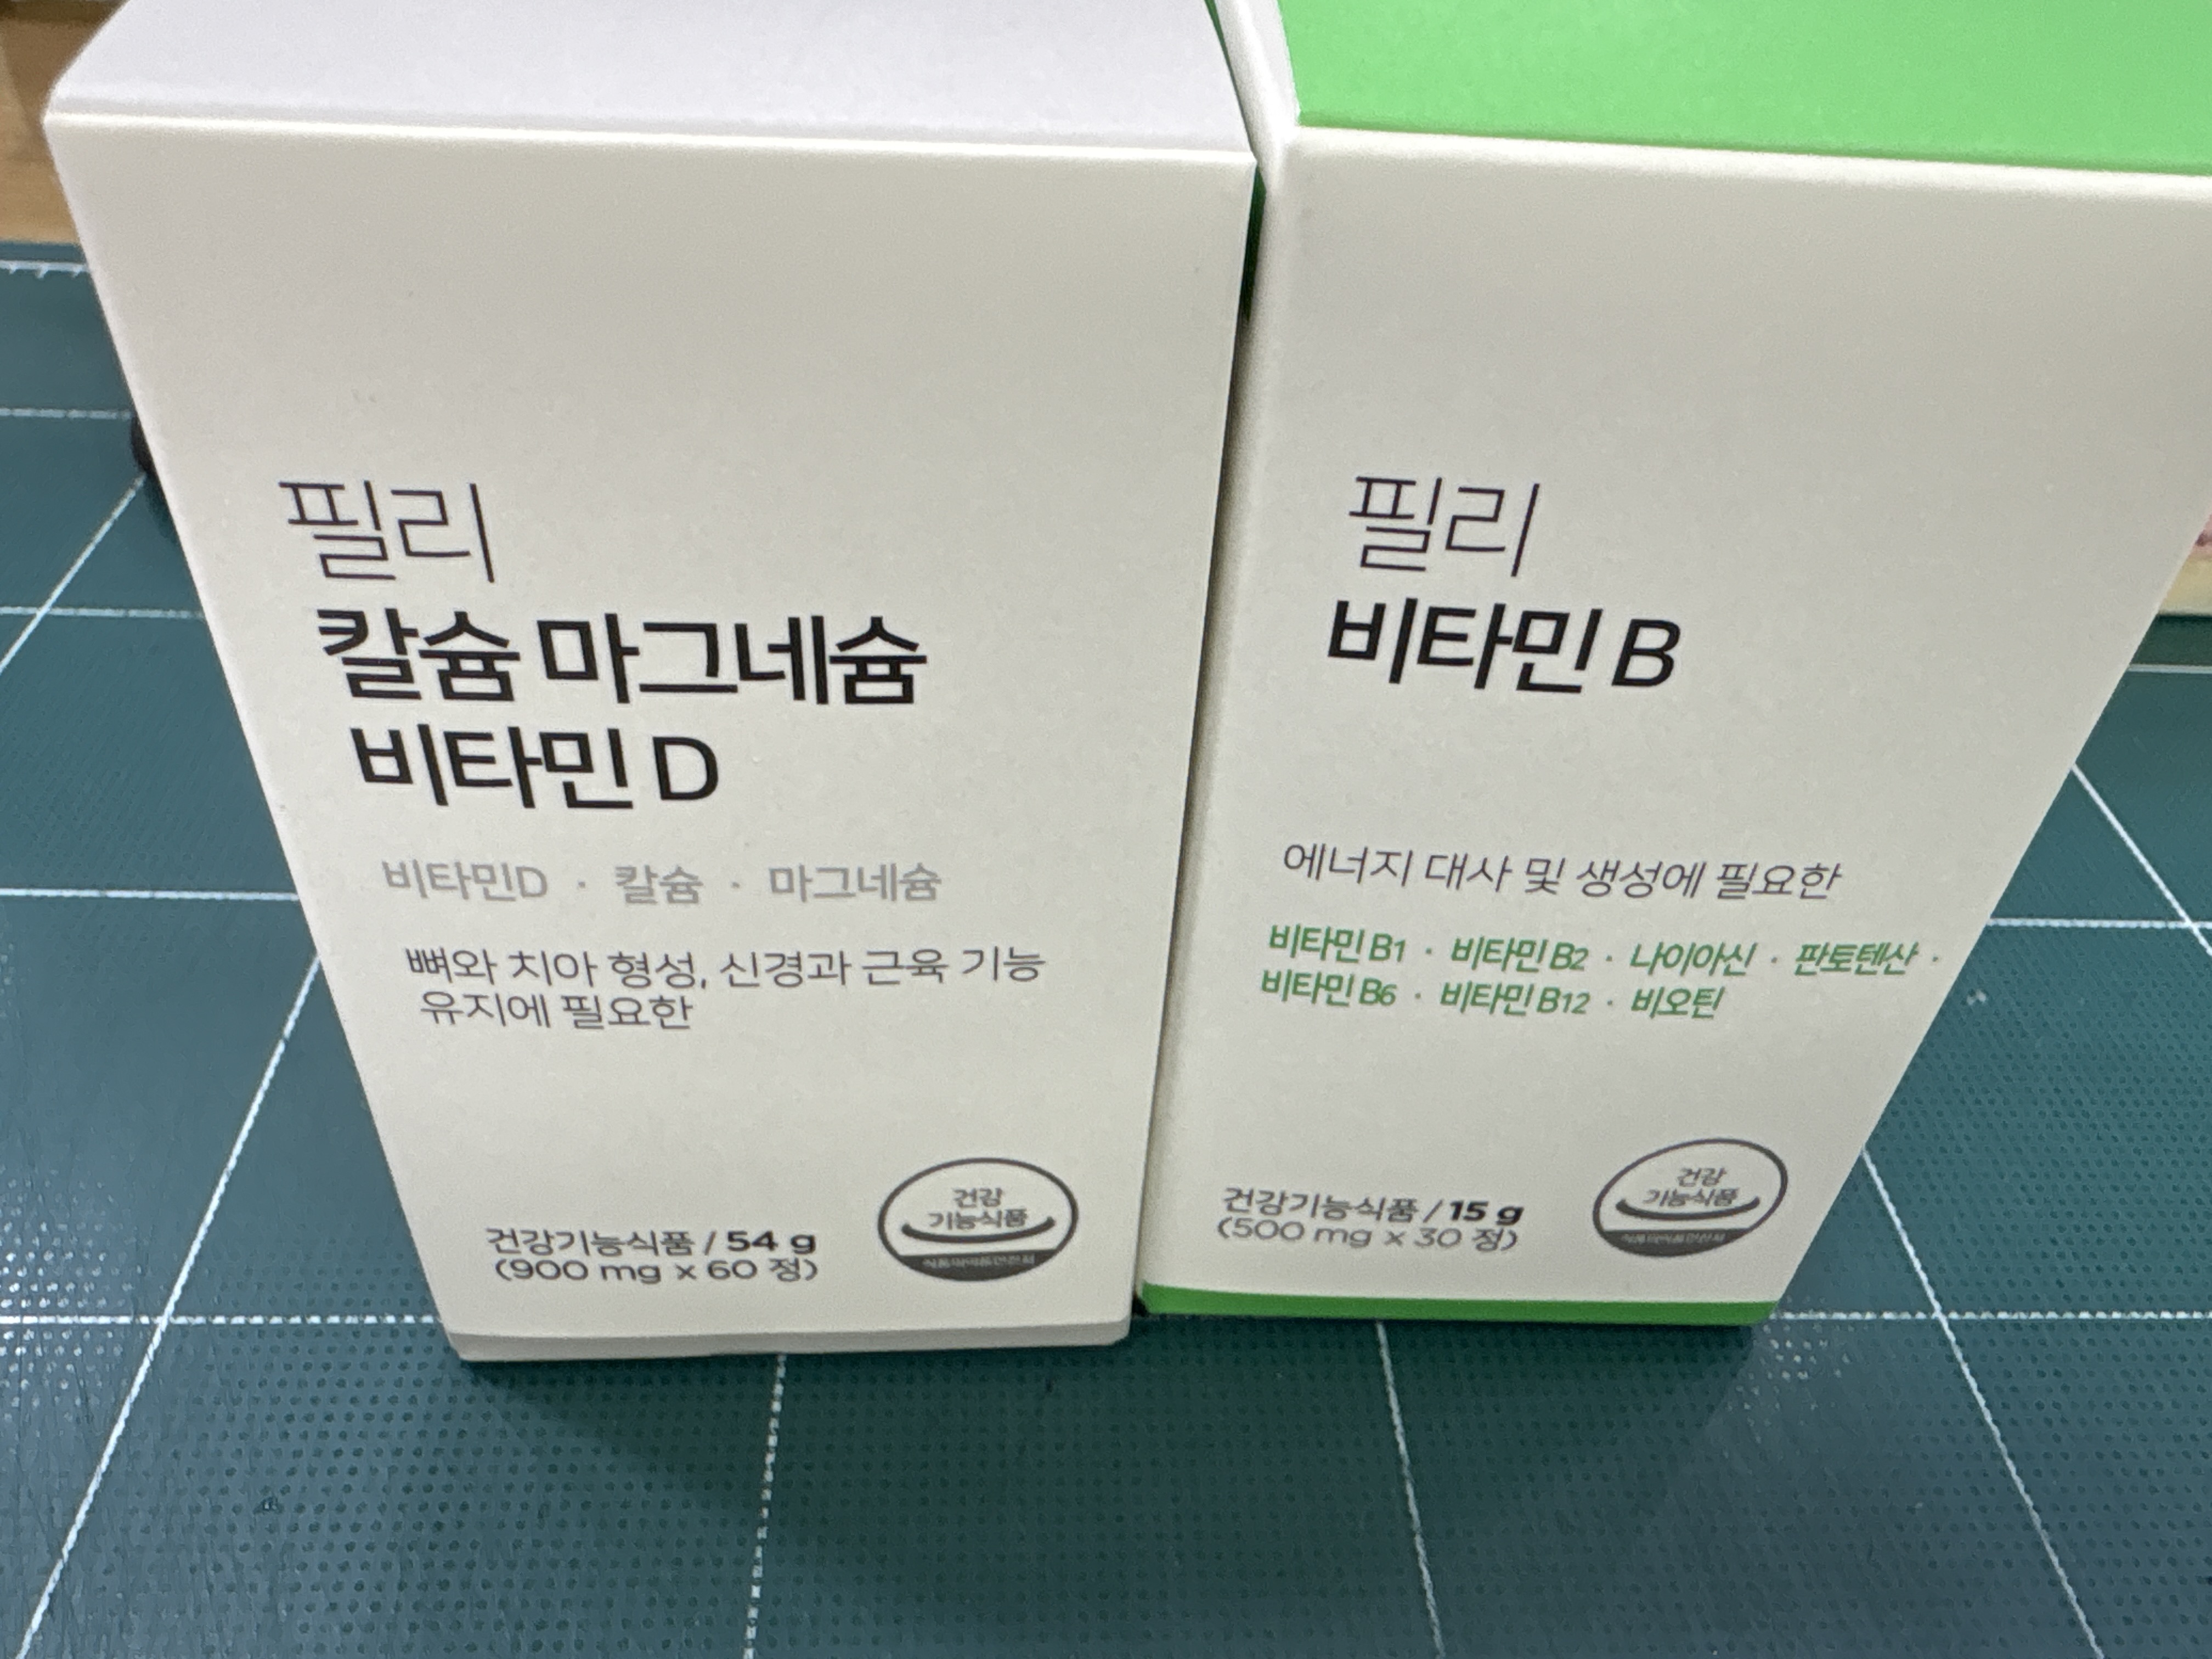 필리
칼슘 마그네슘
비타민 D
비타민D · 칼슘 · 마그네슘
뼈와 치아 형성, 신경과 근육 기능
유지에 필요한
건강기능식품 / 54 g
(900 mg x 60 정)
건강
기능식품
필리
비타민 B
에너지 대사 및 생성에 필요한
비타민 B1 · 비타민 B2 · 나이아신 · 판토텐산 ·
비타민 B6 · 비타민 B12 · 비오틴
건강기능식품 / 15 g
(500 mg x 30 정)
건강
기능식품